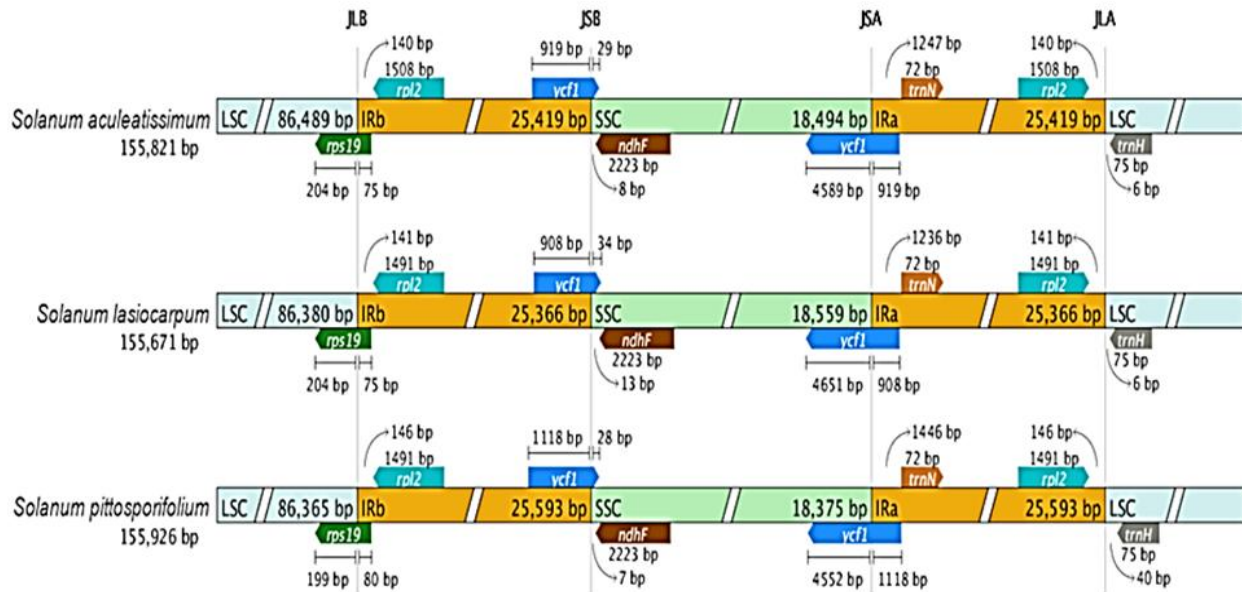 JLB JSB JSA JLA
140 bp 919 bp 29 bp 1247 bp 140 bp
1508 bp 72 bp 1508 bp
rpl2 ycf1 trnN rpl2
Solanum aculeatissimum LSC 86,489 bp IRb 25,419 bp SSC 18,494 bp IRa 25,419 bp LSC
155,821 bp rps19 ndhF ycf1 trnH
2223 bp 75 bp
204 bp 75 bp 8 bp 4589 bp 919 bp 6 bp
141 bp 908 bp 34 bp 1236 bp 141 bp
1491 bp 72 bp 1491 bp
rpl2 ycf1 trnN rpl2
Solanum lasiocarpum LSC 86,380 bp IRb 25,366 bp SSC 18,559 bp IRa 25,366 bp LSC
155,671 bp rps19 ndhF ycf1 trnH
2223 bp 75 bp
204 bp 75 bp 13 bp 4651 bp 908 bp 6 bp
146 bp 1118 bp 28 bp 1446 bp 146 bp
1491 bp 72 bp 1491 bp
rpl2 ycf1 trnN rpl2
Solanum pittosporifolium LSC 86,365 bp IRb 25,593 bp SSC 18,375 bp IRa 25,593 bp LSC
155,926 bp rps19 ndhF ycf1 trnH
2223 bp 75 bp
199 bp 80 bp 7 bp 4552 bp 1118 bp 40 bp